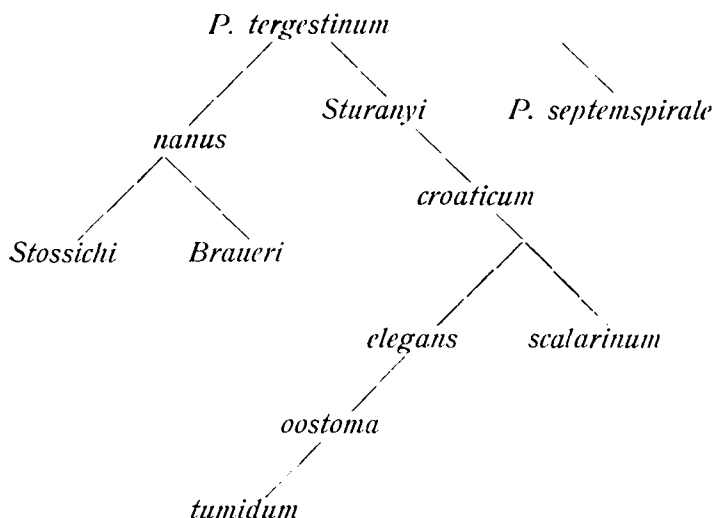 P. tergestinum
Sturanyi P. septemspirale
nanus
croaticum
Stossichi Braueri
elegans scalarinum
oostoma
tumidum